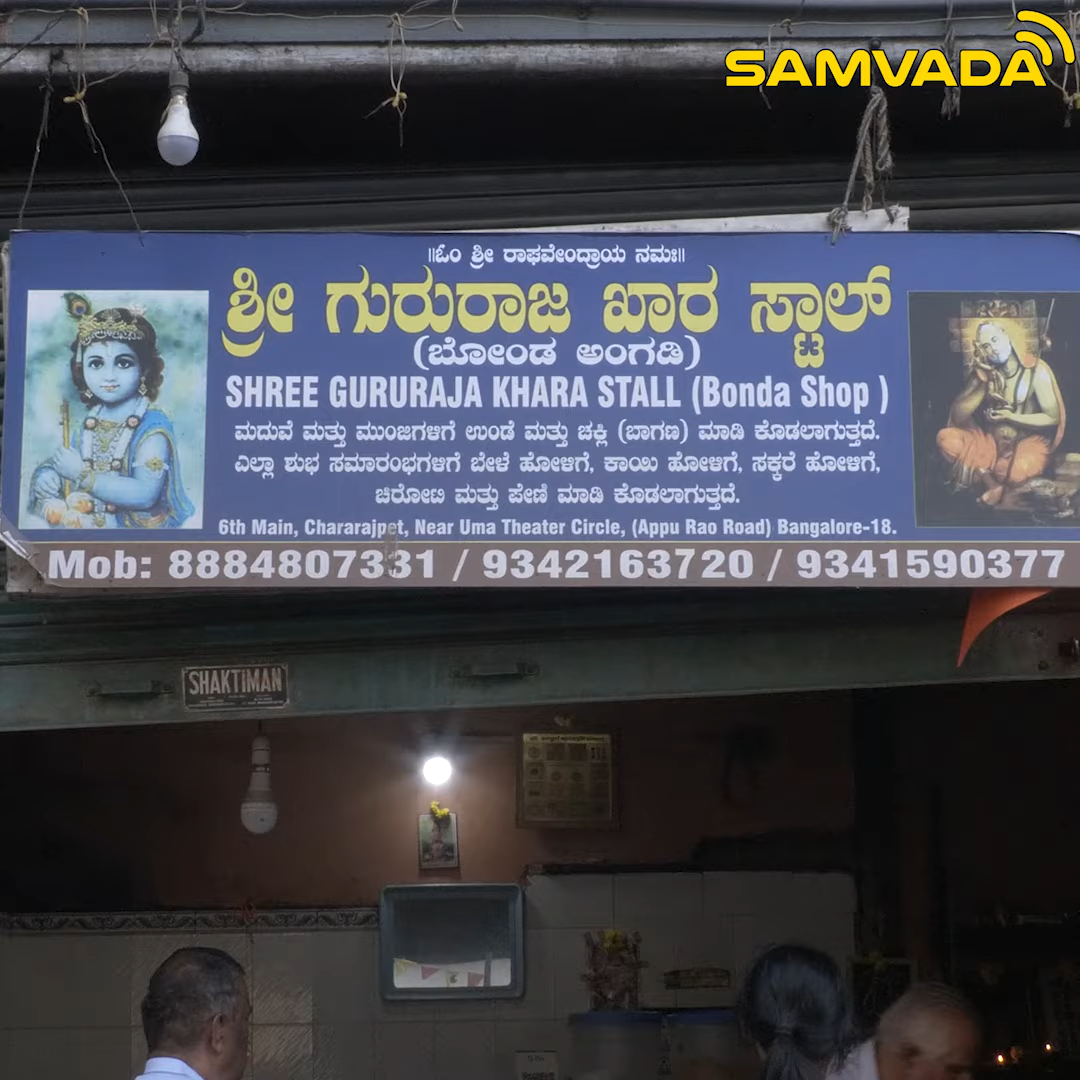 SAMVADA
॥ಓಂ ಶ್ರೀ ರಾಘವೇಂದ್ರಾಯ ನಮಃ॥
ಶ್ರೀ ಗುರುರಾಜ ಖಾರ ಸ್ಟಾಲ್
(ಬೋಂಡ ಅಂಗಡಿ)
SHREE GURURAJA KHARA STALL (Bonda Shop )
ಮದುವೆ ಮತ್ತು ಮುಂಜಿಗಳಿಗೆ ಉಂಡೆ ಮತ್ತು ಚಕ್ಲಿ (ಬಾಗಣ) ಮಾಡಿ ಕೊಡಲಾಗುತ್ತದೆ.
ಎಲ್ಲಾ ಶುಭ ಸಮಾರಂಭಗಳಿಗೆ ಬೇಳೆ ಹೋಳಿಗೆ, ಕಾಯಿ ಹೋಳಿಗೆ, ಸಕ್ಕರೆ ಹೋಳಿಗೆ,
ಚಿರೋಟಿ ಮತ್ತು ಪೇಣಿ ಮಾಡಿ ಕೊಡಲಾಗುತ್ತದೆ.
6th Main, Chararajpet, Near Uma Theater Circle, (Appu Rao Road) Bangalore-18.
Mob: 8884807331 / 9342163720 / 9341590377
SHAKTIMAN